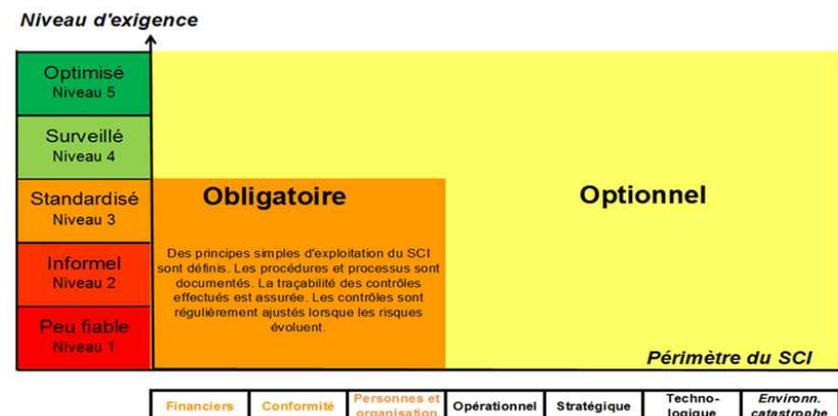 Niveau d'exigence
Optimisé
Niveau 5
Surveillé
Niveau 4
Standardisé
Niveau 3
Informel
Niveau 2
Peu fiable
Niveau 1
Obligatoire
Des principes simples d'exploitation du SCI
sont définis. Les procédures et processus sont
documentés. La traçabilité des contrôles
effectués est assurée. Les contrôles sont
régulièrement ajustés lorsque les risques
évoluent.
Optionnel
Périmètre du SCI
Financiers
Conformité
Personnes et
organisation
Opérationnel
Stratégique
Techno-
logique
Environn.
catastrophe